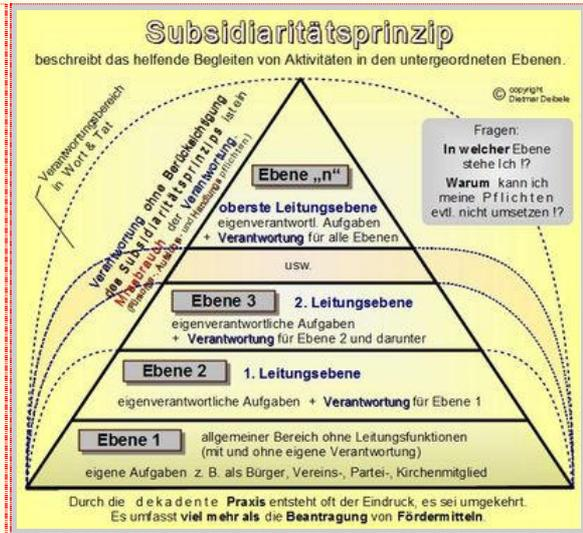 Subsidiaritätsprinzip
beschreibt das helfende Begleiten von Aktivitäten in den untergeordneten Ebenen.
© copyright
Dietmar Deibele
Verantwortungsbereich
in Wort & Tat
Verantwortung ohne Berücksichtigung
des Subsidiaritätsprinzips ist ein
Missbrauch der Verantwortung.
(Fürsorge-, Aufsichts- und Handlungspflichten)
Fragen:
In welcher Ebene
stehe Ich !?
Warum kann ich
meine Pflichten
evtl. nicht umsetzen !?
Ebene „n“
oberste Leitungsebene
eigenverantwortl. Aufgaben
+ Verantwortung für alle Ebenen
usw.
Ebene 3 2. Leitungsebene
eigenverantwortliche Aufgaben
+ Verantwortung für Ebene 2 und darunter
Ebene 2 1. Leitungsebene
eigenverantwortliche Aufgaben + Verantwortung für Ebene 1
Ebene 1 allgemeiner Bereich ohne Leitungsfunktionen
(mit und ohne eigene Verantwortung)
eigene Aufgaben z. B. als Bürger, Vereins-, Partei-, Kirchenmitglied
Durch die dekadente Praxis entsteht oft der Eindruck, es sei umgekehrt.
Es umfasst viel mehr als die Beantragung von Fördermitteln.